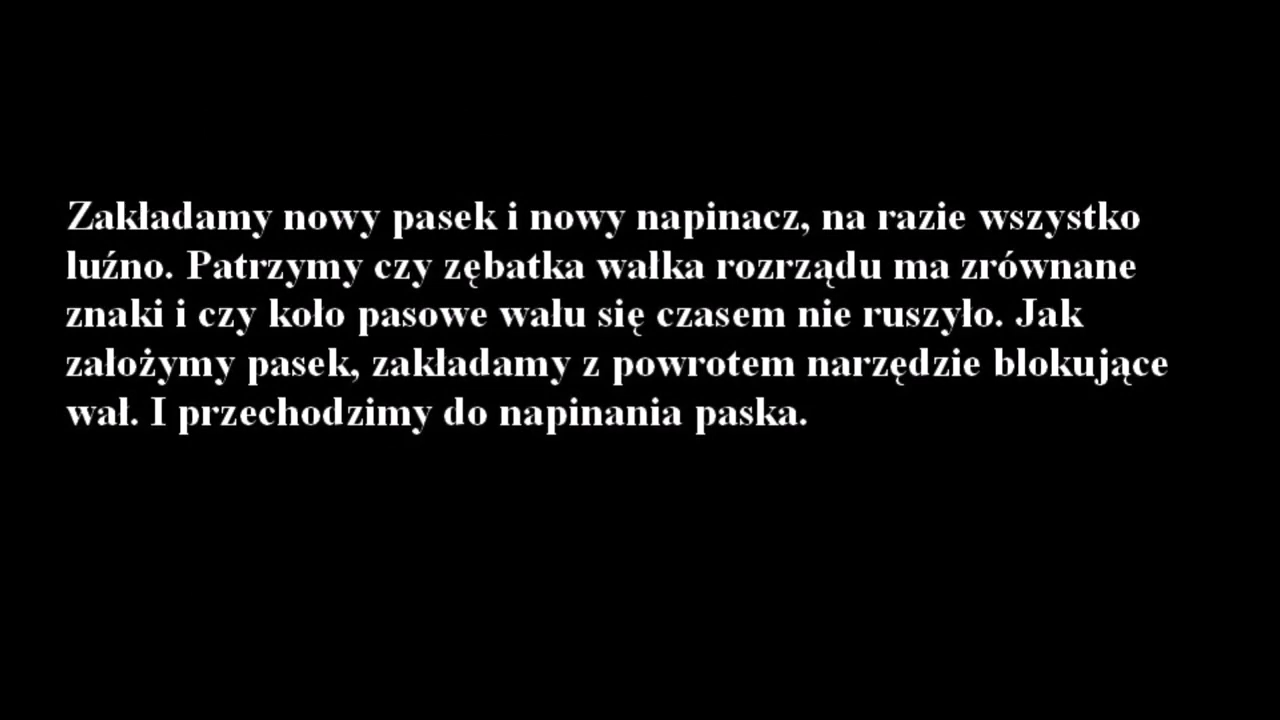 Zakładamy nowy pasek i nowy napinacz, na razie wszystko
luźno. Patrzymy czy zębatka wałka rozrządu ma zrównane
znaki i czy koło pasowe wału się czasem nie ruszyło. Jak
założymy pasek, zakładamy z powrotem narzędzie blokujące
wał. I przechodzimy do napinania paska.